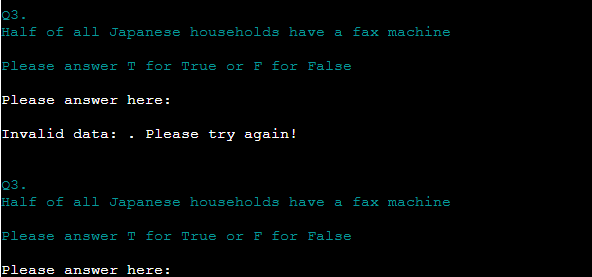 Q3.
Half of all Japanese households have a fax machine
Please answer T for True or F for False
Please answer here:
Invalid data: . Please try again!
Q3.
Half of all Japanese households have a fax machine
Please answer T for True or F for False
Please answer here: